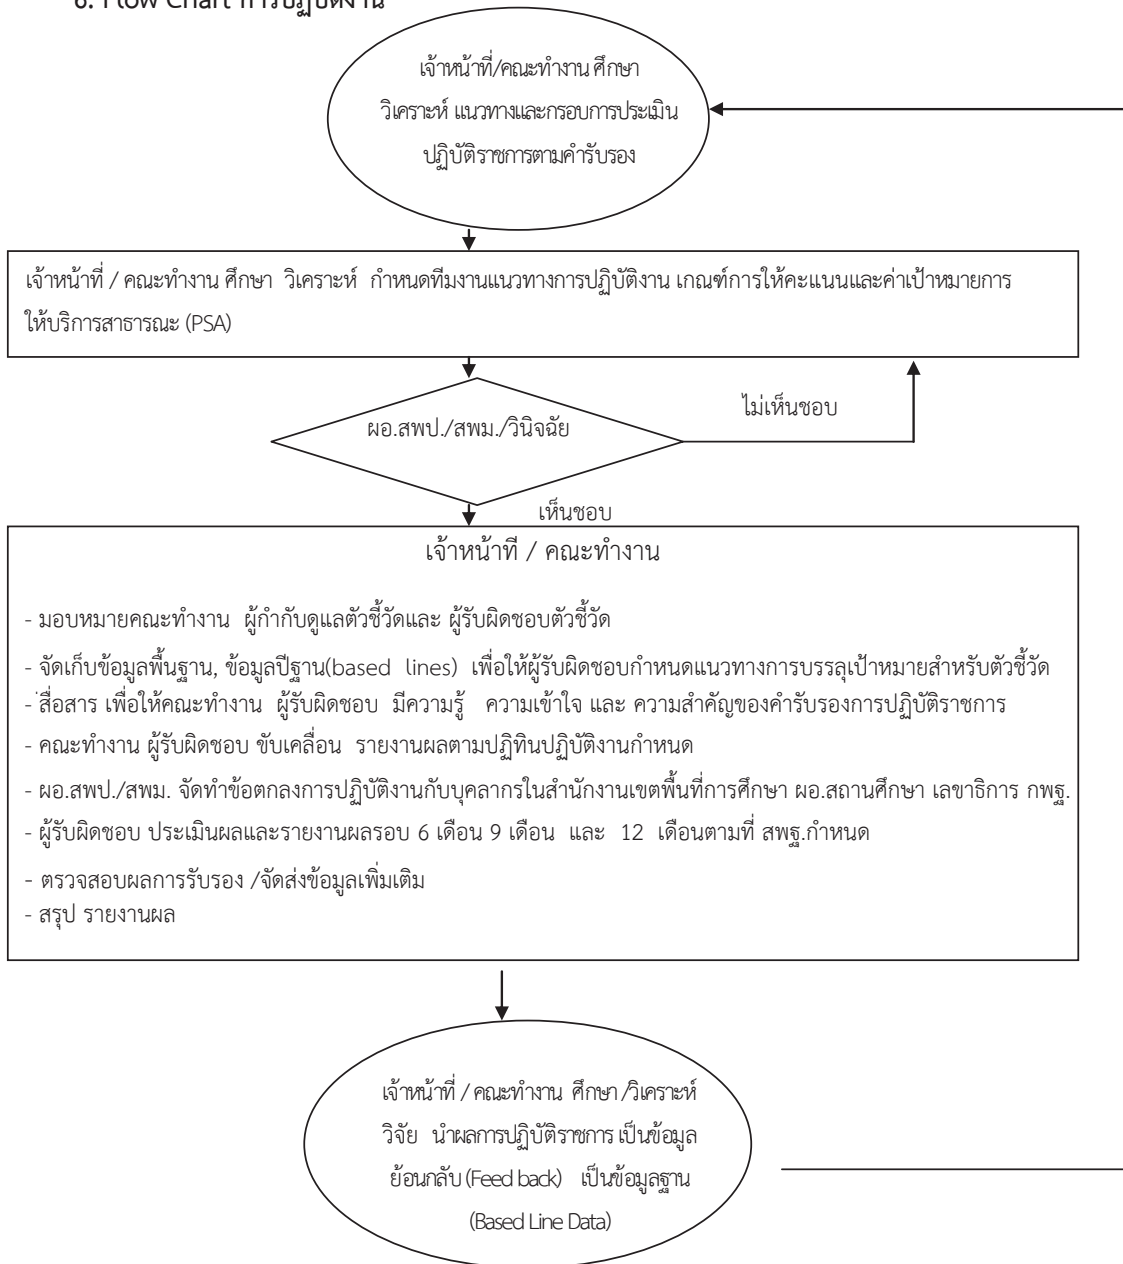 6. Flow Chart การปฏิบัติงาน
เจ้าหน้าที่/คณะทำงาน ศึกษา
วิเคราะห์ แนวทางและกรอบการประเมิน
ปฏิบัติราชการตามคำรับรอง
เจ้าหน้าที่ / คณะทำงาน ศึกษา วิเคราะห์ กำหนดทีมงานแนวทางการปฏิบัติงาน เกณฑ์การให้คะแนนและค่าเป้าหมายการ
ให้บริการสาธารณะ (PSA)
ผอ.สพป./สพม./วินิจฉัย
ไม่เห็นชอบ
เห็นชอบ
เจ้าหน้าที / คณะทำงาน
- มอบหมายคณะทำงาน ผู้กำกับดูแลตัวชี้วัดและ ผู้รับผิดชอบตัวชี้วัด
- จัดเก็บข้อมูลพื้นฐาน, ข้อมูลปีฐาน(based lines) เพื่อให้ผู้รับผิดชอบกำหนดแนวทางการบรรลุเป้าหมายสำหรับตัวชี้วัด
- สื่อสาร เพื่อให้คณะทำงาน ผู้รับผิดชอบ มีความรู้ ความเข้าใจ และ ความสำคัญของคำรับรองการปฏิบัติราชการ
- คณะทำงาน ผู้รับผิดชอบ ขับเคลื่อน รายงานผลตามปฏิทินปฏิบัติงานกำหนด
- ผอ.สพป./สพม. จัดทำข้อตกลงการปฏิบัติงานกับบุคลากรในสำนักงานเขตพื้นที่การศึกษา ผอ.สถานศึกษา เลขาธิการ กพฐ.
- ผู้รับผิดชอบ ประเมินผลและรายงานผลรอบ 6 เดือน 9 เดือน และ 12 เดือนตามที่ สพฐ.กำหนด
- ตรวจสอบผลการรับรอง /จัดส่งข้อมูลเพิ่มเติม
- สรุป รายงานผล
เจ้าหน้าที่ / คณะทำงาน ศึกษา /วิเคราะห์
วิจัย นำผลการปฏิบัติราชการ เป็นข้อมูล
ย้อนกลับ (Feed back) เป็นข้อมูลฐาน
(Based Line Data)